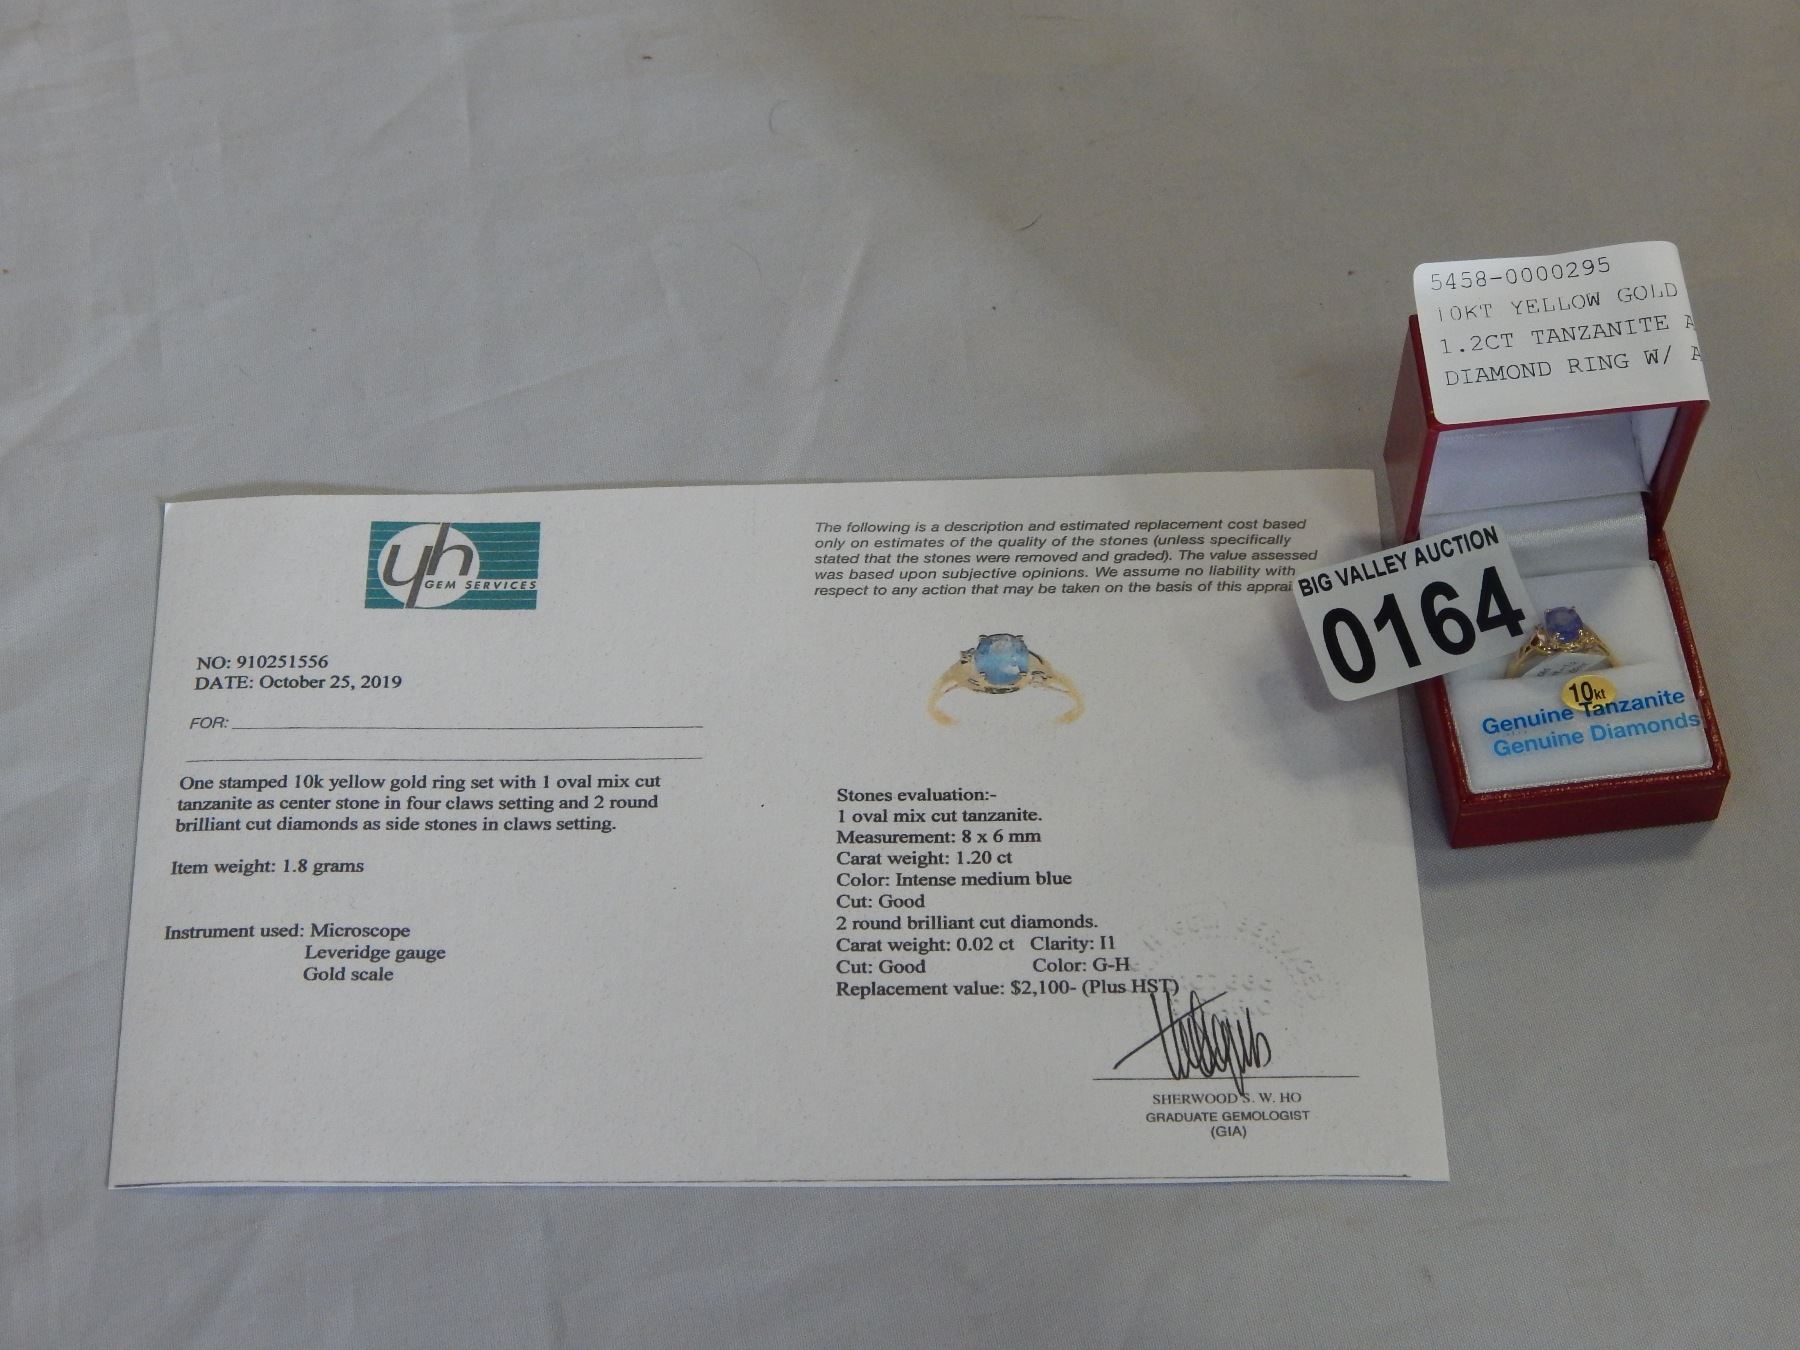 yh
GEM SERVICES
NO: 910251556
DATE: October 25, 2019
FOR:
One stamped 10k yellow gold ring set with 1 oval mix cut
tanzanite as center stone in four claws setting and 2 round
brilliant cut diamonds as side stones in claws setting.
Item weight: 1.8 grams
Instrument used: Microscope
Leveridge gauge
Gold scale
The following is a description and estimated replacement cost based
only on estimates of the quality of the stones (unless specifically
stated that the stones were removed and graded). The value assessed
was based upon subjective opinions. We assume no liability with
respect to any action that may be taken on the basis of this apprai
Stones evaluation:-
1 oval mix cut tanzanite.
Measurement: 8 x 6 mm
Carat weight: 1.20 ct
Color: Intense medium blue
Cut: Good
2 round brilliant cut diamonds.
Carat weight: 0.02 ct Clarity: I1
Cut: Good Color: G-H
Replacement value: $2,100- (Plus HST)
SHERWOOD S. W. HO
GRADUATE GEMOLOGIST
(GIA)
5458-0000295
10KT YELLOW GOLD
1.2CT TANZANITE A
DIAMOND RING W/ A
BIG VALLEY AUCTION
0164
10kt
Genuine Tanzanite
Genuine Diamonds